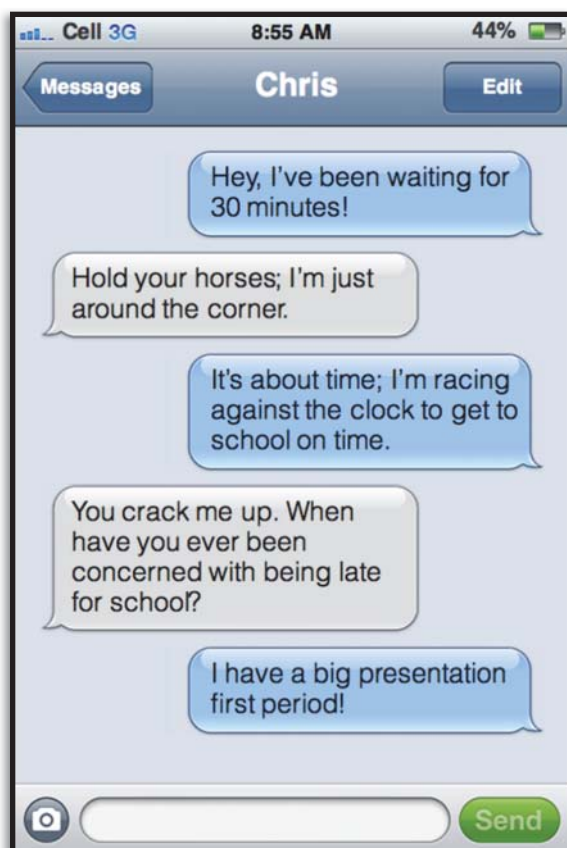 Cell 3G 8:55 AM 44%
Messages Chris Edit
Hey, I've been waiting for
30 minutes!
Hold your horses; I'm just
around the corner.
It's about time; I'm racing
against the clock to get to
school on time.
You crack me up. When
have you ever been
concerned with being late
for school?
I have a big presentation
first period!
Send